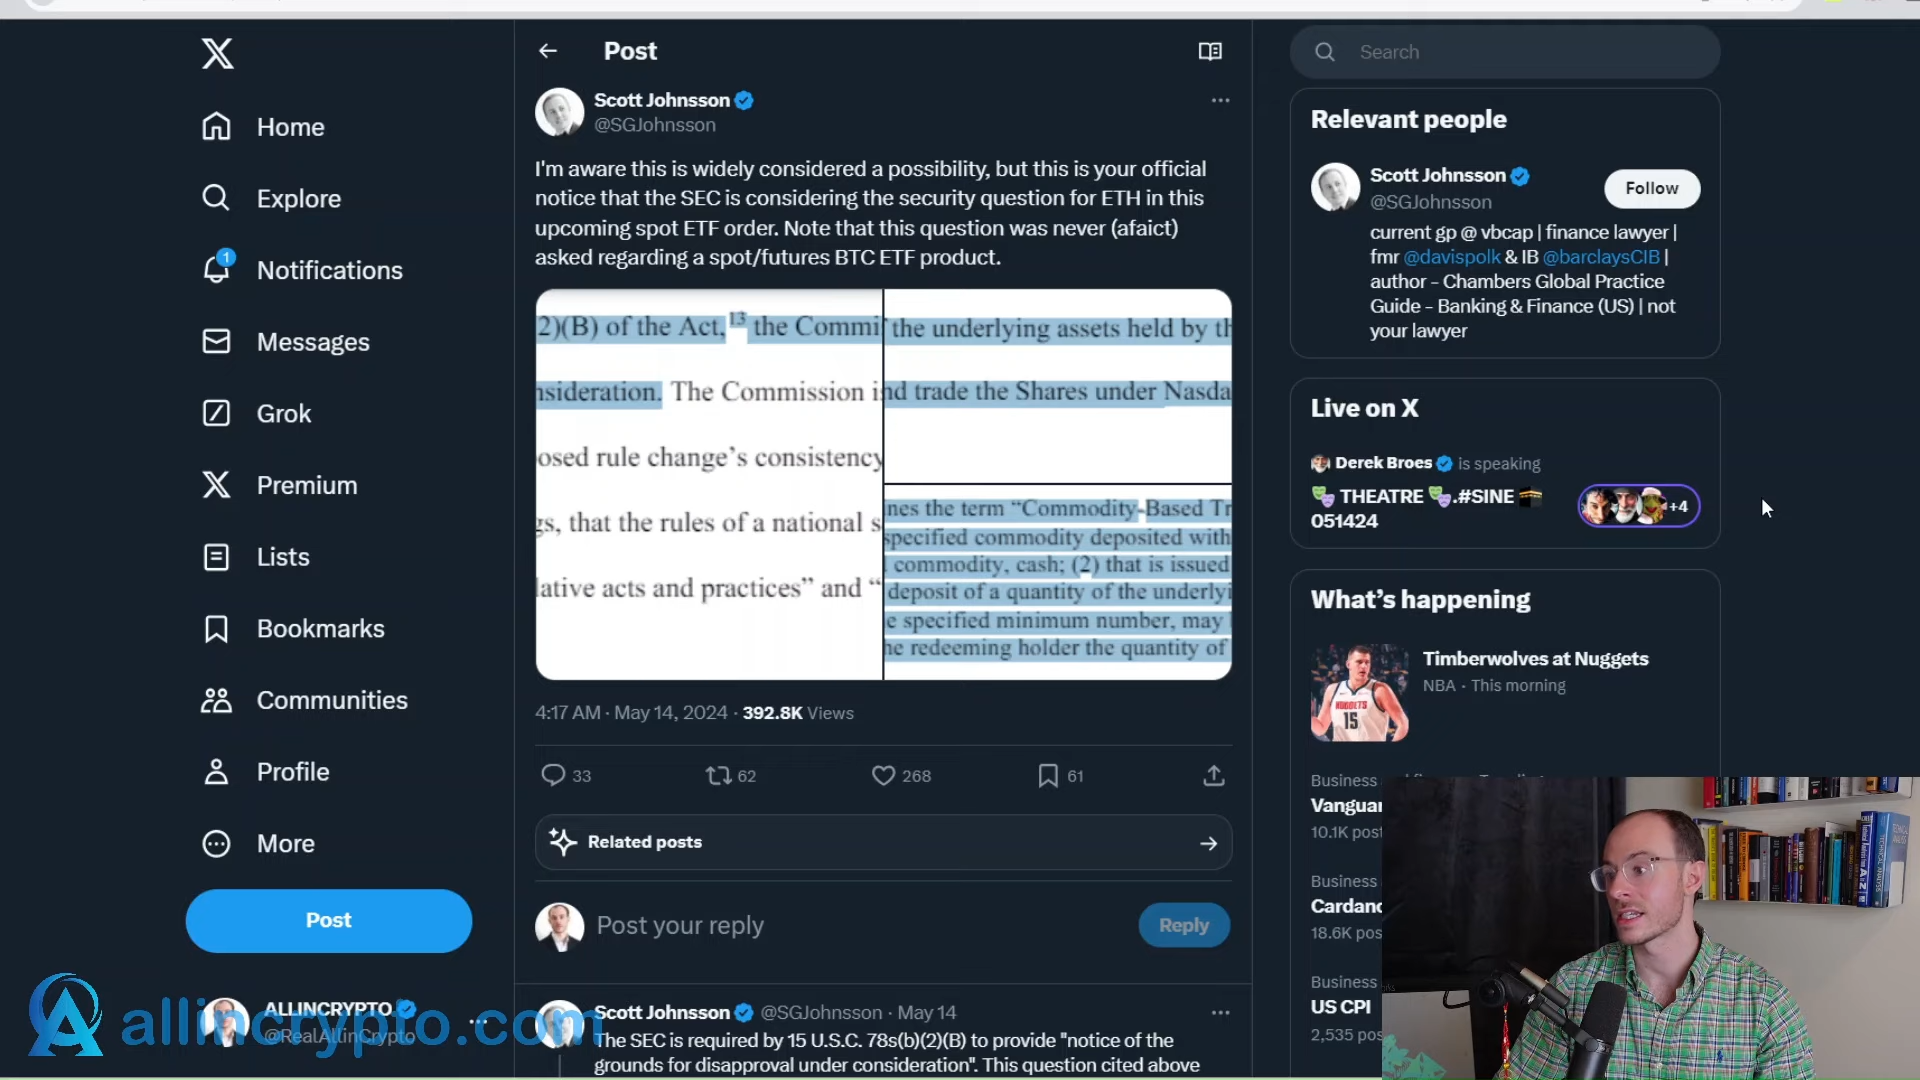 Home
Explore
1
Notifications
Messages
Grok
Premium
Lists
Bookmarks
Communities
Profile
More
Post
ALLINCRYPTO
@RealAllinCrypto
allincrypto.com
Post
Scott Johnsson
@SGJohnsson
I'm aware this is widely considered a possibility, but this is your official
notice that the SEC is considering the security question for ETH in this
upcoming spot ETF order. Note that this question was never (afaict)
asked regarding a spot/futures BTC ETF product.
2)(B) of the Act,13 the Commi
nsideration. The Commission i
osed rule change's consistency
gs, that the rules of a national s
lative acts and practices" and "
the underlying assets held by th
nd trade the Shares under Nasda
nes the term "Commodity-Based Tr
specified commodity deposited with
commodity, cash; (2) that is issued
deposit of a quantity of the underlyi
e specified minimum number, may
he redeeming holder the quantity of
4:17 AM · May 14, 2024 · 392.8K Views
33
62
268
61
Related posts
Post your reply
Reply
Scott Johnsson @SGJohnsson · May 14
The SEC is required by 15 U.S.C. 78s(b)(2)(B) to provide "notice of the
grounds for disapproval under consideration". This question cited above
Search
Relevant people
Scott Johnsson
@SGJohnsson
Follow
current gp @ vbcap | finance lawyer |
fmr @davispolk & IB @barclaysCIB |
author - Chambers Global Practice
Guide - Banking & Finance (US) | not
your lawyer
Live on X
Derek Broes is speaking
THEATRE .#SINE
051424
+4
What's happening
Timberwolves at Nuggets
NBA · This morning
NUGGETS
15
Business
Vanguar
10.1K post
Business
Cardano
18.6K pos
Business
US CPI
2,535 pos